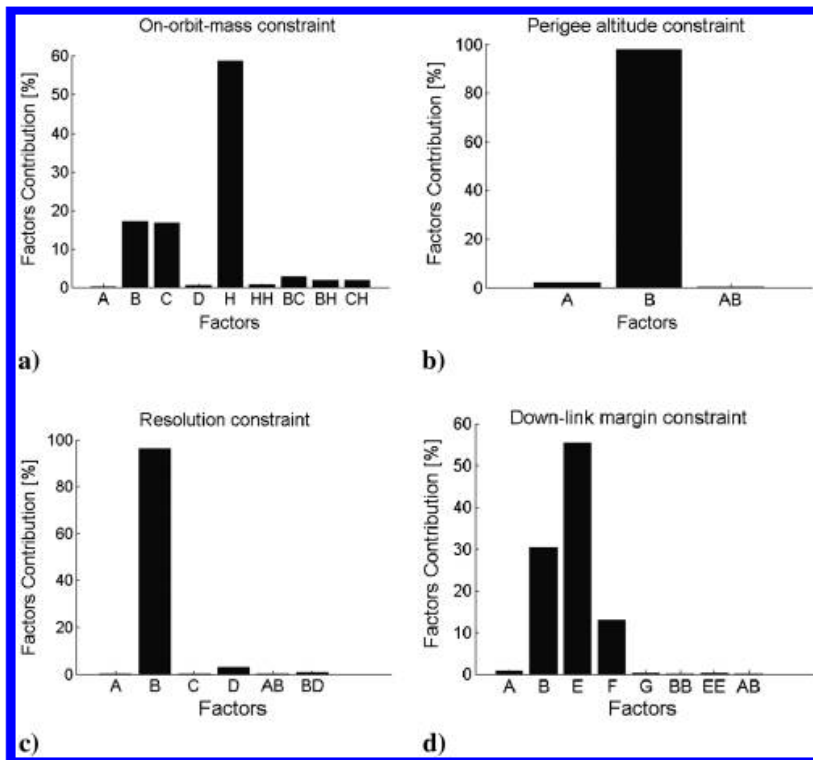 On-orbit-mass constraint
Factors Contribution [%]
60
50
40
30
20
10
0
A B C D H HH BC BH CH
Factors
a)
Perigee altitude constraint
Factors Contribution [%]
100
80
60
40
20
0
A B AB
Factors
b)
Resolution constraint
Factors Contribution [%]
100
80
60
40
20
0
A B C D AB BD
Factors
c)
Down-link margin constraint
Factors Contribution [%]
60
50
40
30
20
10
0
A B E F G BB EE AB
Factors
d)